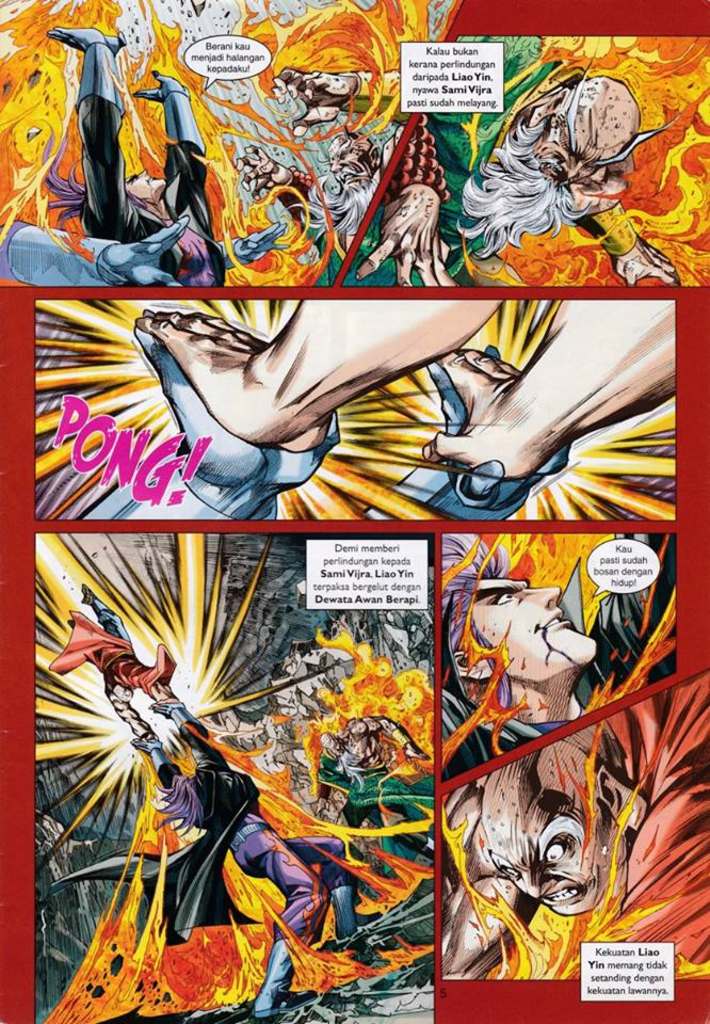 Berani kau
menjadi halangan
kepadaku!
Kalau bukan
kerana perlindungan
daripada Liao Yin,
nyawa Sami Vijra
pasti sudah melayang.
PONG!
Demi memberi
perlindungan kepada
Sami Vijra, Liao Yin
terpaksa bergelut dengan
Dewata Awan Berapi.
Kau
pasti sudah
bosan dengan
hidup!
Kekuatan Liao
Yin memang tidak
setanding dengan
kekuatan lawannya.
5